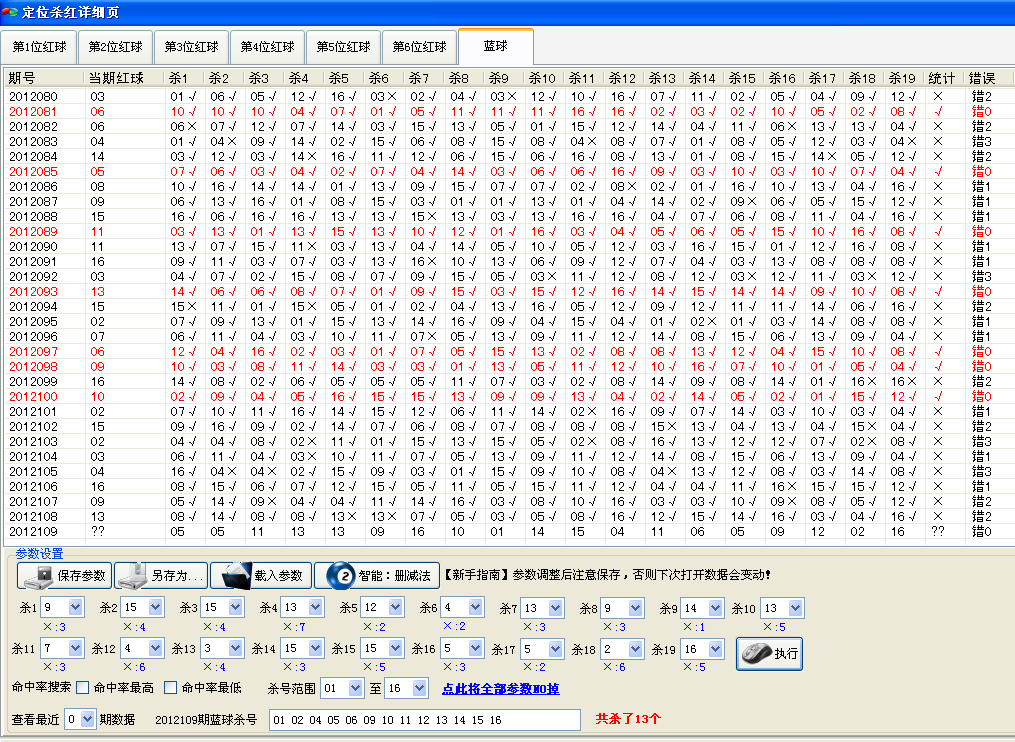 定位杀红详细页
第1位红球 第2位红球 第3位红球 第4位红球 第5位红球 第6位红球 蓝球
期号 当期红球 杀1 杀2 杀3 杀4 杀5 杀6 杀7 杀8 杀9 杀10 杀11 杀12 杀13 杀14 杀15 杀16 杀17 杀18 杀19 统计 错误
2012080 03 01√ 06√ 05√ 12√ 16√ 03× 02√ 04√ 03× 12√ 10√ 16√ 07√ 11√ 02√ 05√ 04√ 09√ 12√ × 错2
2012081 06 10√ 10√ 10√ 04√ 07√ 01√ 05√ 11√ 11√ 11√ 16√ 16√ 02√ 03√ 02√ 10√ 05√ 02√ 08√ √ 错0
2012082 06 06× 07√ 12√ 07√ 14√ 03√ 15√ 13√ 05√ 01√ 15√ 12√ 14√ 04√ 11√ 06× 13√ 13√ 04√ × 错2
2012083 04 01√ 04× 09√ 14√ 02√ 15√ 06√ 08√ 15√ 08√ 04× 08√ 07√ 01√ 08√ 05√ 12√ 03√ 04× × 错3
2012084 14 03√ 12√ 03√ 14× 16√ 11√ 12√ 06√ 15√ 06√ 16√ 08√ 13√ 01√ 08√ 15√ 14× 05√ 12√ × 错2
2012085 05 07√ 06√ 03√ 04√ 02√ 07√ 04√ 14√ 03√ 06√ 06√ 16√ 09√ 03√ 10√ 03√ 10√ 07√ 04√ √ 错0
2012086 08 10√ 16√ 14√ 14√ 01√ 13√ 09√ 15√ 07√ 07√ 02√ 08× 02√ 01√ 16√ 10√ 13√ 04√ 16√ × 错1
2012087 09 06√ 13√ 16√ 01√ 08√ 15√ 03√ 01√ 01√ 13√ 01√ 04√ 14√ 02√ 09× 06√ 05√ 15√ 12√ × 错1
2012088 15 16√ 06√ 16√ 16√ 13√ 13√ 15× 13√ 03√ 13√ 16√ 16√ 04√ 07√ 06√ 08√ 11√ 04√ 16√ × 错1
2012089 11 03√ 13√ 01√ 13√ 15√ 13√ 10√ 12√ 01√ 16√ 03√ 04√ 05√ 06√ 05√ 15√ 10√ 16√ 08√ √ 错0
2012090 11 13√ 07√ 15√ 11× 03√ 13√ 04√ 14√ 05√ 10√ 05√ 12√ 03√ 16√ 15√ 01√ 12√ 16√ 08√ × 错1
2012091 16 09√ 11√ 03√ 07√ 03√ 13√ 16× 10√ 13√ 06√ 09√ 12√ 07√ 04√ 03√ 13√ 08√ 08√ 08√ × 错1
2012092 03 04√ 07√ 02√ 15√ 08√ 07√ 09√ 15√ 05√ 03× 11√ 12√ 08√ 12√ 03× 12√ 11√ 03× 12√ × 错3
2012093 13 14√ 06√ 06√ 08√ 07√ 01√ 09√ 15√ 03√ 15√ 12√ 16√ 14√ 15√ 14√ 14√ 09√ 10√ 08√ √ 错0
2012094 15 15× 11√ 01√ 15× 05√ 01√ 02√ 04√ 13√ 16√ 05√ 12√ 09√ 12√ 11√ 11√ 14√ 06√ 16√ × 错2
2012095 02 07√ 09√ 13√ 01√ 15√ 13√ 14√ 16√ 09√ 04√ 15√ 04√ 01√ 02× 01√ 03√ 14√ 08√ 08√ × 错1
2012096 07 06√ 11√ 04√ 03√ 10√ 11√ 07× 05√ 13√ 09√ 11√ 12√ 14√ 08√ 15√ 06√ 13√ 09√ 04√ × 错1
2012097 06 12√ 04√ 16√ 02√ 03√ 01√ 07√ 05√ 15√ 13√ 02√ 08√ 08√ 13√ 12√ 04√ 15√ 10√ 08√ √ 错0
2012098 09 10√ 03√ 08√ 11√ 14√ 03√ 03√ 01√ 13√ 05√ 11√ 12√ 10√ 16√ 07√ 10√ 01√ 05√ 04√ √ 错0
2012099 16 14√ 08√ 02√ 06√ 05√ 05√ 05√ 11√ 07√ 03√ 02√ 08√ 14√ 09√ 08√ 14√ 01√ 16× 16× × 错2
2012100 10 02√ 09√ 04√ 05√ 16√ 15√ 15√ 13√ 09√ 09√ 13√ 04√ 02√ 14√ 05√ 02√ 01√ 15√ 12√ √ 错0
2012101 02 07√ 10√ 11√ 16√ 14√ 15√ 12√ 06√ 11√ 14√ 02× 16√ 09√ 07√ 14√ 03√ 10√ 03√ 04√ × 错1
2012102 15 09√ 16√ 09√ 02√ 14√ 07√ 06√ 08√ 07√ 08√ 08√ 08√ 15× 13√ 04√ 13√ 04√ 15× 04√ × 错2
2012103 02 04√ 04√ 08√ 02× 11√ 01√ 15√ 13√ 15√ 05√ 02× 08√ 16√ 13√ 12√ 12√ 07√ 02× 08√ × 错3
2012104 03 06√ 11√ 04√ 03× 10√ 11√ 07√ 05√ 13√ 09√ 11√ 12√ 14√ 08√ 15√ 06√ 13√ 09√ 04√ × 错1
2012105 04 16√ 04× 04× 02√ 15√ 09√ 03√ 01√ 15√ 09√ 10√ 08√ 04× 13√ 12√ 08√ 03√ 14√ 08√ × 错3
2012106 16 08√ 15√ 06√ 07√ 12√ 15√ 05√ 11√ 05√ 15√ 11√ 12√ 04√ 04√ 11√ 16× 15√ 15√ 12√ × 错1
2012107 09 05√ 14√ 09× 04√ 04√ 11√ 14√ 16√ 03√ 08√ 10√ 16√ 03√ 03√ 10√ 09× 08√ 05√ 12√ × 错2
2012108 13 08√ 14√ 08√ 08√ 13× 13× 07√ 05√ 03√ 05√ 08√ 16√ 12√ 15√ 14√ 16√ 03√ 04√ 16√ × 错2
2012109 ?? 05 05 11 13 13 09 16 10 01 14 15 04 11 06 05 09 12 02 16 ?? 错0
参数设置
保存参数 另存为... 载入参数 智能：删减法 【新手指南】参数调整后注意保存，否则下次打开数据会变动！
杀1 9 杀2 15 杀3 15 杀4 13 杀5 12 杀6 4 杀7 13 杀8 9 杀9 14 杀10 13
×:3 ×:4 ×:4 ×:7 ×:2 ×:2 ×:3 ×:3 ×:1 ×:5
杀11 7 杀12 4 杀13 3 杀14 15 杀15 15 杀16 5 杀17 5 杀18 2 杀19 16 执行
×:3 ×:6 ×:4 ×:3 ×:5 ×:3 ×:2 ×:6 ×:5
命中率搜索 命中率最高 命中率最低 杀号范围 01 至 16 点此将全部参数NO掉
查看最近 0 期数据 2012109期蓝球杀号 01 02 04 05 06 09 10 11 12 13 14 15 16 共杀了13个